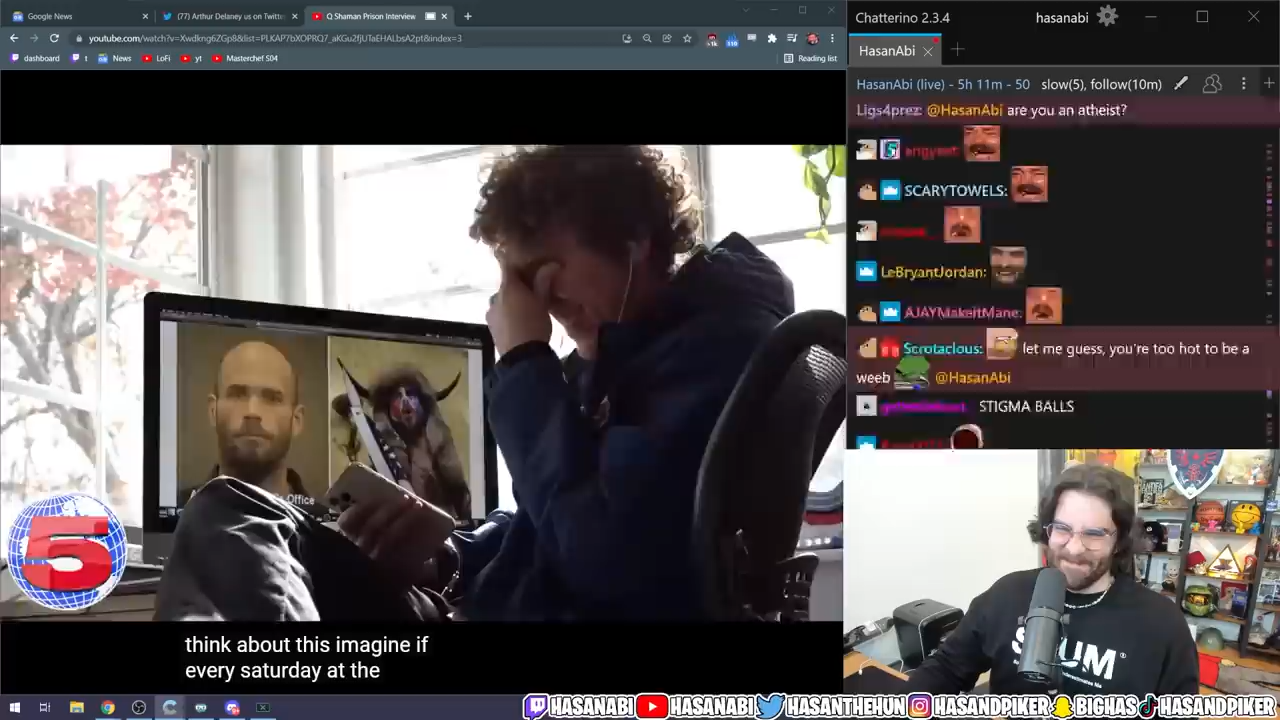 Google News
(77) Arthur Delaney us on Twitte
Q Shaman Prison Interview
youtube.com/watch?v=Xwdkng6ZGp8&list=PLKAP7bXOPRQ7_aKGu2fjUTaEHALbsA2pt&index=3
dashboard
t
News
LoFi
yt
Masterchef S04
Reading list
Chatterino 2.3.4
hasanabi
HasanAbi
HasanAbi (live) - 5h 11m - 50 slow(5), follow(10m)
Ligs4prez: @HasanAbi are you an atheist?
SCARYTOWELS:
LeBryantJordan:
AJAYMakeitMane:
Scrotaclous: let me guess, you're too hot to be a
weeb @HasanAbi
STIGMA BALLS
Office
5
think about this imagine if
every saturday at the
HASANABI
HASANABI
HASANTHEHUN
HASANDPIKER
BIGHAS
HASANDPIKER